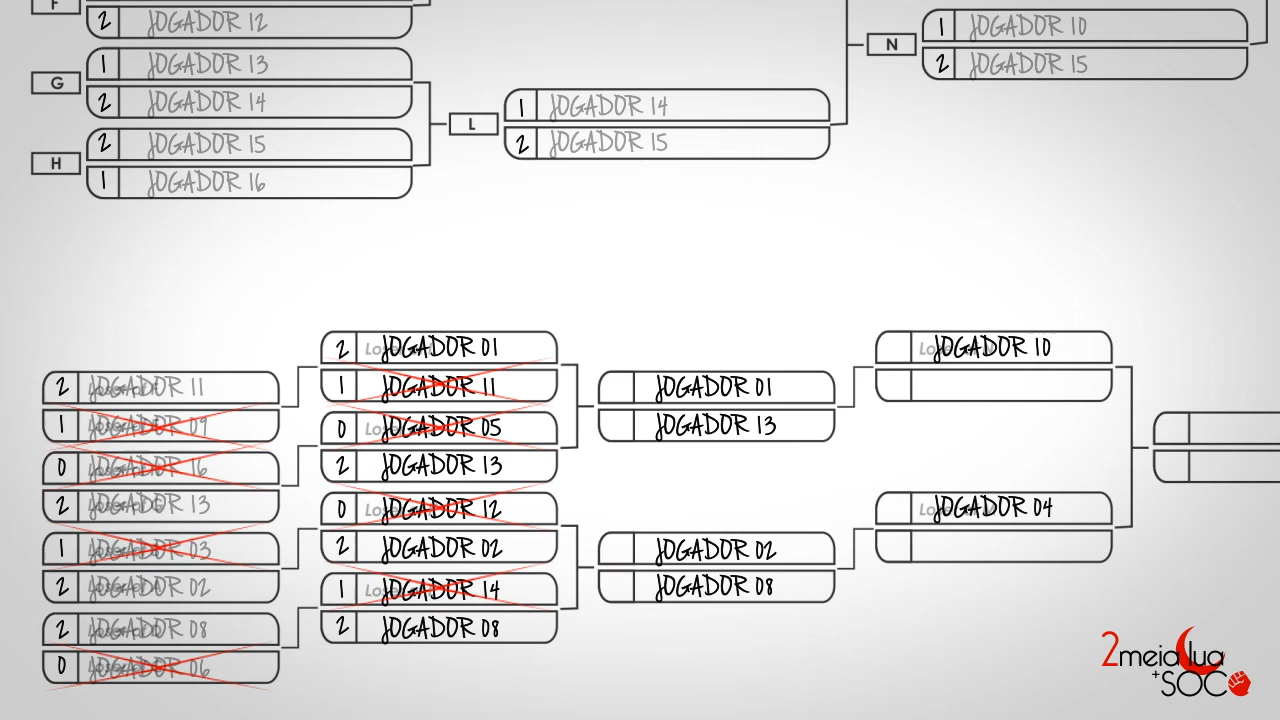 F
2 JOGADOR 12
G
1 JOGADOR 13
2 JOGADOR 14
H
2 JOGADOR 15
1 JOGADOR 16
L
1 JOGADOR 14
2 JOGADOR 15
N
1 JOGADOR 10
2 JOGADOR 15
2 JOGADOR 11
1 JOGADOR 09
0 JOGADOR 16
2 JOGADOR 13
1 JOGADOR 03
2 JOGADOR 02
2 JOGADOR 08
0 JOGADOR 06
2 JOGADOR 01
1 JOGADOR 11
0 JOGADOR 05
2 JOGADOR 13
0 JOGADOR 12
2 JOGADOR 02
1 JOGADOR 14
2 JOGADOR 08
JOGADOR 01
JOGADOR 13
JOGADOR 02
JOGADOR 08
JOGADOR 10
JOGADOR 04
2meia lua
+SOCO